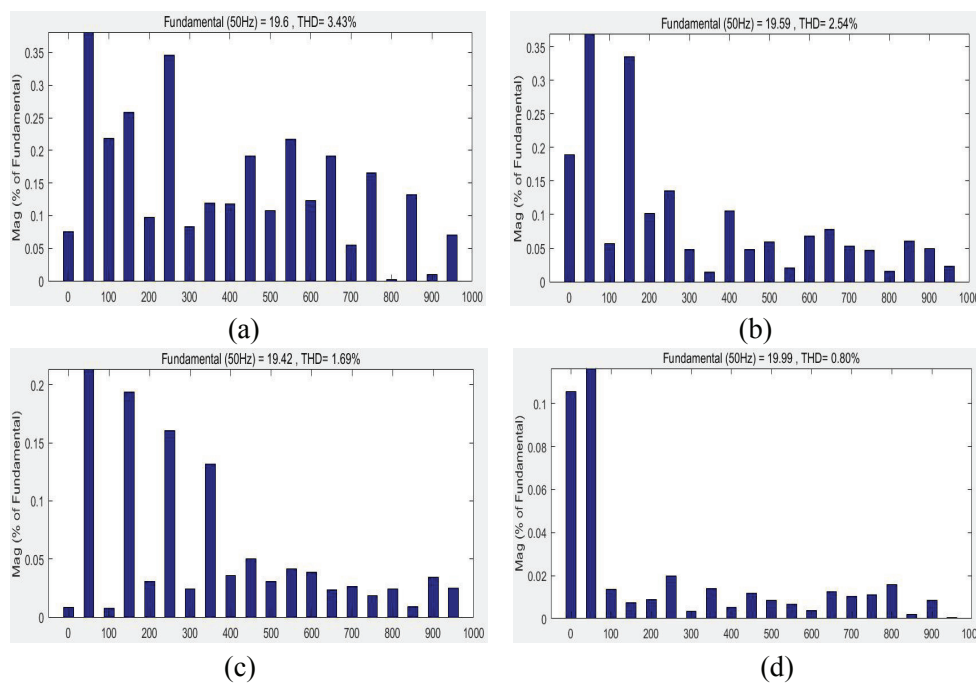 Fundamental (50Hz) = 19.6 , THD= 3.43%
Mag (% of Fundamental)
0.35
0.3
0.25
0.2
0.15
0.1
0.05
0
0 100 200 300 400 500 600 700 800 900 1000
(a)
Fundamental (50Hz) = 19.59 , THD= 2.54%
Mag (% of Fundamental)
0.35
0.3
0.25
0.2
0.15
0.1
0.05
0
0 100 200 300 400 500 600 700 800 900 100
(b)
Fundamental (50Hz) = 19.42 , THD= 1.69%
Mag (% of Fundamental)
0.2
0.15
0.1
0.05
0
0 100 200 300 400 500 600 700 800 900 1000
(c)
Fundamental (50Hz) = 19.99 , THD= 0.80%
Mag (% of Fundamental)
0.1
0.08
0.06
0.04
0.02
0
0 100 200 300 400 500 600 700 800 900 100
(d)